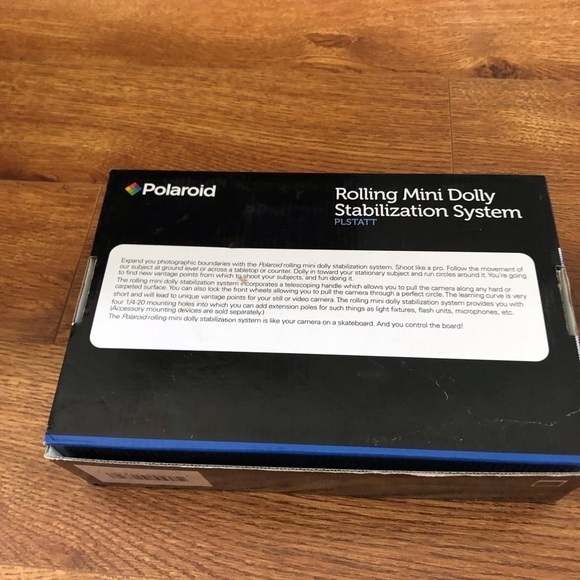 Polaroid
Rolling Mini Dolly
Stabilization System
PLSTATT
Expand you photographic boundaries with the Polaroid rolling mini dolly stabilization system. Shoot like a pro. Follow the movement of
our subject at ground level or across a tabletop or counter. Dolly in toward your stationary subject and run circles around it. You're going
to find new vantage points from which to shoot your subjects, and fun doing it.
The rolling mini dolly stabilization system incorporates a telescoping handle which allows you to pull the camera along any hard or
carpeted surface. You can also lock the front wheels allowing you to pull the camera through a perfect circle. The learning curve is very
short and will lead to unique vantage points for your still or video camera. The rolling mini dolly stabilization system provides you with
four 1/4-20 mounting holes into which you can add extension poles for such things as light fixtures, flash units, microphones, etc.
(Accessory mounting devices are sold separately.)
The Polaroid rolling mini dolly stabilization system is like your camera on a skateboard. And you control the board!